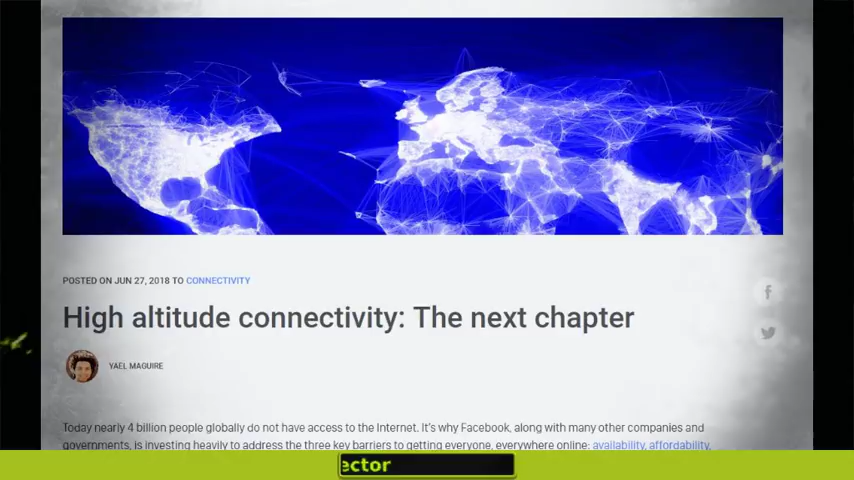 POSTED ON JUN 27, 2018 TO CONNECTIVITY
High altitude connectivity: The next chapter
YAEL MAGUIRE
Today nearly 4 billion people globally do not have access to the Internet. It's why Facebook, along with many other companies and
governments, is investing heavily to address the three key barriers to getting everyone, everywhere online: availability, affordability,
ector